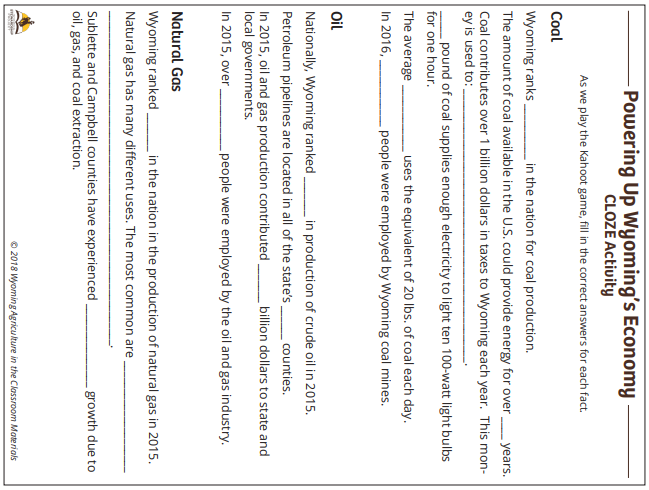 Powering Up Wyoming's Economy
CLOZE Activity
As we play the Kahoot game, fill in the correct answers for each fact.
Coal
Wyoming ranks ______ in the nation for coal production.
The amount of coal available in the U.S. could provide energy for over ____ years.
Coal contributes over 1 billion dollars in taxes to Wyoming each year. This mon-
ey is used to: ______________________________________.
____ pound of coal supplies enough electricity to light ten 100-watt light bulbs
for one hour.
The average __________ uses the equivalent of 20 lbs. of coal each day.
In 2016, __________ people were employed by Wyoming coal mines.
Oil
Nationally, Wyoming ranked ______ in production of crude oil in 2015.
Petroleum pipelines are located in all of the state's _____ counties.
In 2015, oil and gas production contributed ______ billion dollars to state and
local governments.
In 2015, over __________ people were employed by the oil and gas industry.
Natural Gas
Wyoming ranked ______ in the nation in the production of natural gas in 2015.
Natural gas has many different uses. The most common are ________________
________________________________________________.
Sublette and Campbell counties have experienced ____________ growth due to
oil, gas, and coal extraction.
© 2018 Wyoming Agriculture in the Classroom Materials